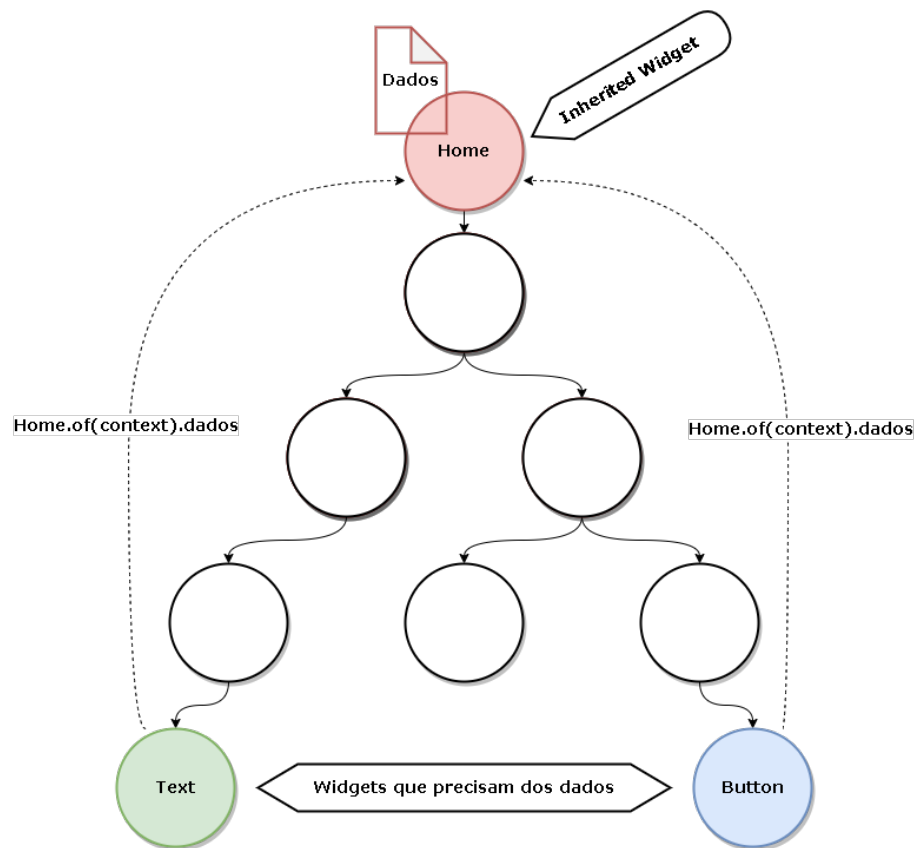 Dados
Inherited Widget
Home
Home.of(context).dados
Home.of(context).dados
Text
Widgets que precisam dos dados
Button